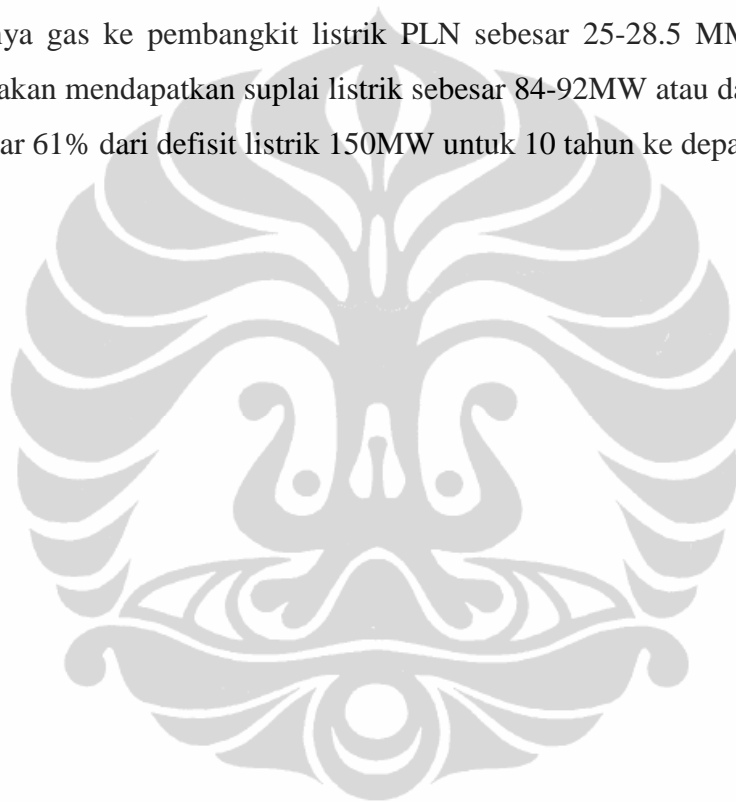 nya gas ke pembangkit listrik PLN sebesar 25-28.5 MM
akan mendapatkan suplai listrik sebesar 84-92MW atau da
ar 61% dari defisit listrik 150MW untuk 10 tahun ke depa